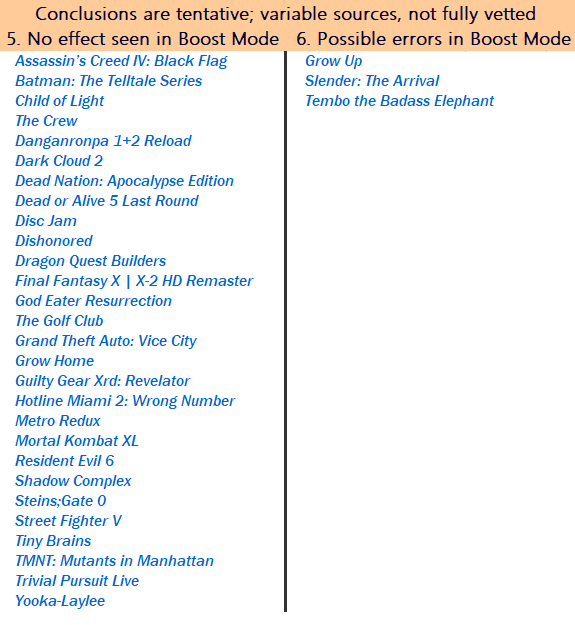 Conclusions are tentative; variable sources, not fully vetted
5. No effect seen in Boost Mode
6. Possible errors in Boost Mode
Assassin's Creed IV: Black Flag
Batman: The Telltale Series
Child of Light
The Crew
Danganronpa 1+2 Reload
Dark Cloud 2
Dead Nation: Apocalypse Edition
Dead or Alive 5 Last Round
Disc Jam
Dishonored
Dragon Quest Builders
Final Fantasy X | X-2 HD Remaster
God Eater Resurrection
The Golf Club
Grand Theft Auto: Vice City
Grow Home
Guilty Gear Xrd: Revelator
Hotline Miami 2: Wrong Number
Metro Redux
Mortal Kombat XL
Resident Evil 6
Shadow Complex
Steins;Gate 0
Street Fighter V
Tiny Brains
TMNT: Mutants in Manhattan
Trivial Pursuit Live
Yooka-Laylee
Grow Up
Slender: The Arrival
Tembo the Badass Elephant